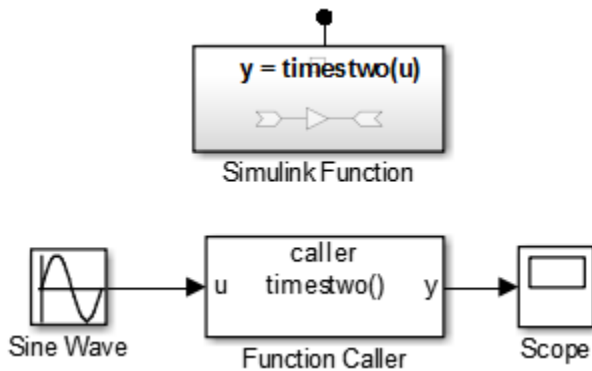 y = timestwo(u)
Simulink Function
caller
u timestwo() y
Sine Wave
Function Caller
Scope